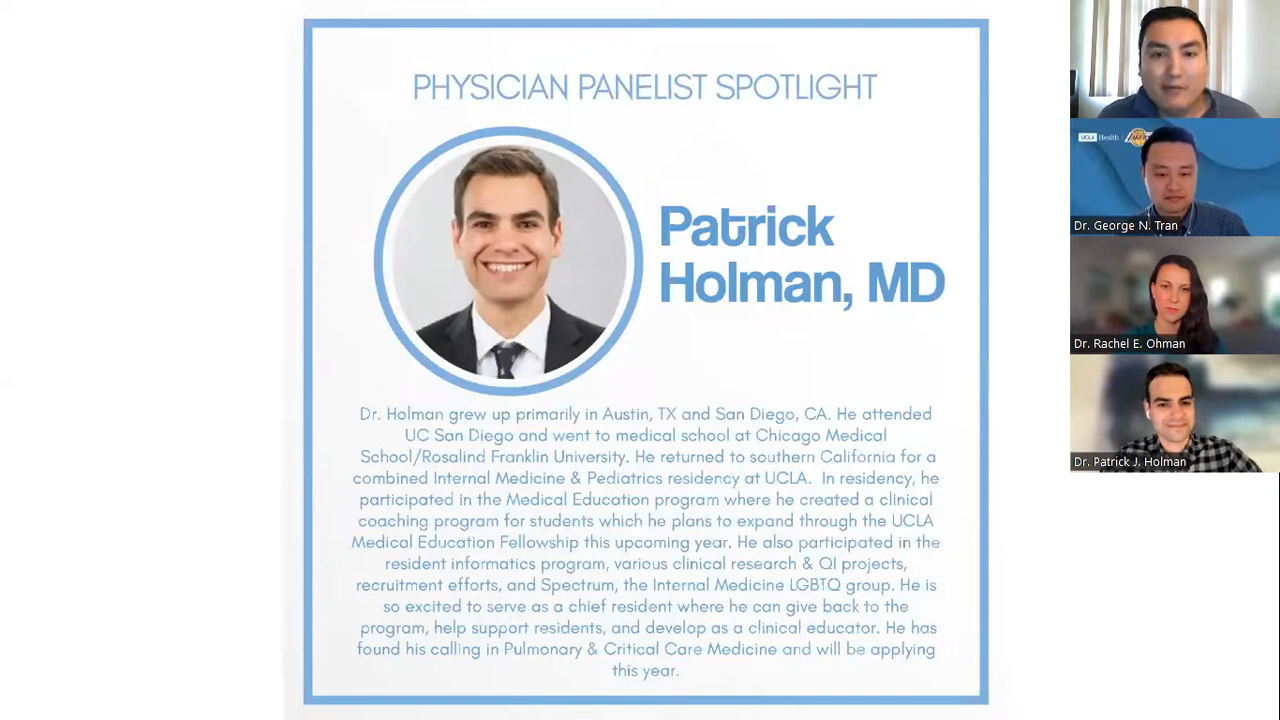 PHYSICIAN PANELIST SPOTLIGHT
Patrick
Holman, MD
Dr. Holman grew up primarily in Austin, TX and San Diego, CA. He attended
UC San Diego and went to medical school at Chicago Medical
School/Rosalind Franklin University. He returned to southern California for a
combined Internal Medicine & Pediatrics residency at UCLA. In residency, he
participated in the Medical Education program where he created a clinical
coaching program for students which he plans to expand through the UCLA
Medical Education Fellowship this upcoming year. He also participated in the
resident informatics program, various clinical research & QI projects,
recruitment efforts, and Spectrum, the Internal Medicine LGBTQ group. He is
so excited to serve as a chief resident where he can give back to the
program, help support residents, and develop as a clinical educator. He has
found his calling in Pulmonary & Critical Care Medicine and will be applying
this year.
UCLA Health
Dr. George N. Tran
Dr. Rachel E. Ohman
Dr. Patrick J. Holman